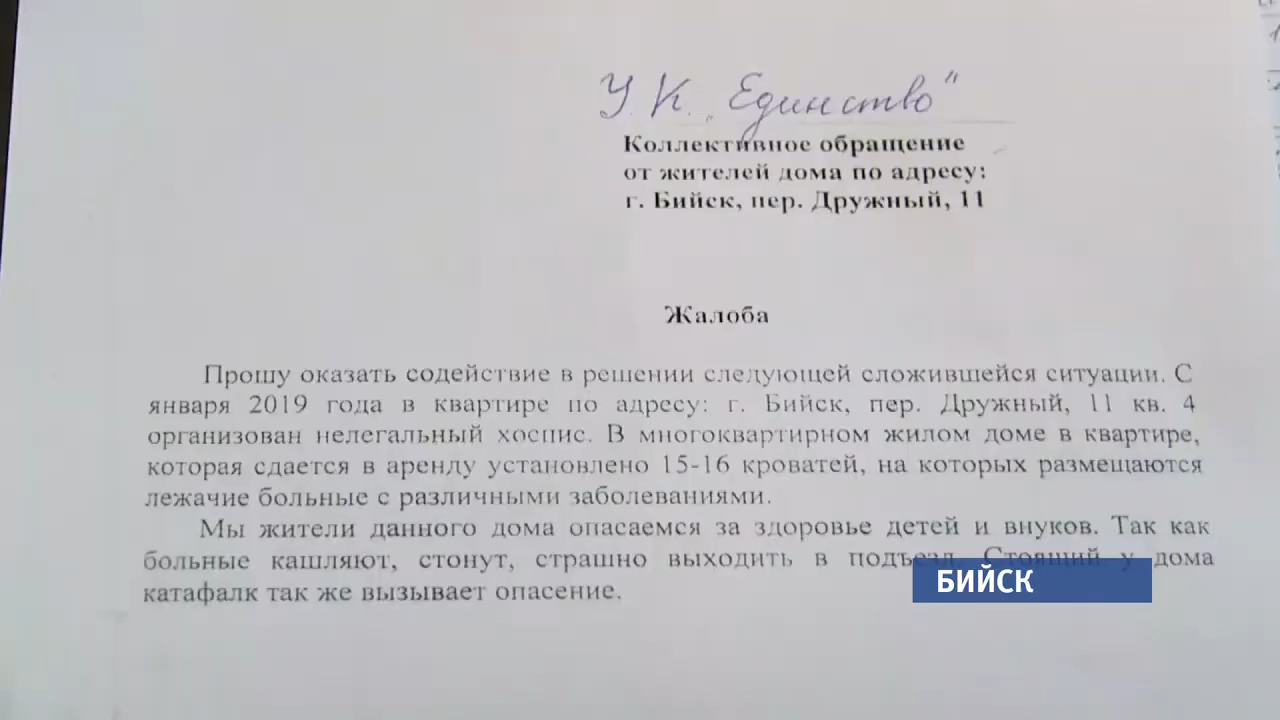 У. К. „Единство"
Коллективное обращение
от жителей дома по адресу:
г. Бийск, пер. Дружный, 11
Жалоба
Прошу оказать содействие в решении следующей сложившейся ситуации. С
января 2019 года в квартире по адресу: г. Бийск, пер. Дружный, 11 кв. 4
организован нелегальный хоспис. В многоквартирном жилом доме в квартире,
которая сдается в аренду установлено 15-16 кроватей, на которых размещаются
лежачие больные с различными заболеваниями.
Мы жители данного дома опасаемся за здоровье детей и внуков. Так как
больные кашляют, стонут, страшно выходить в подъезд. Стоящий у дома
катафалк так же вызывает опасение.
БИЙСК